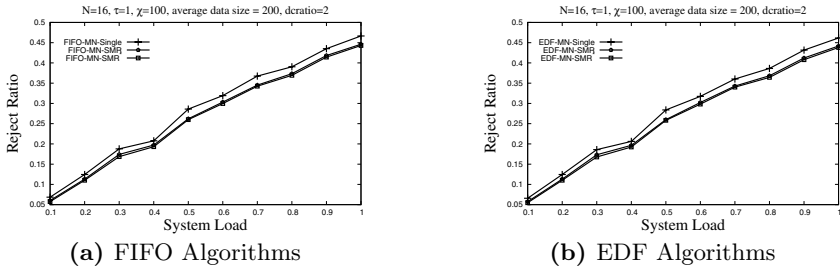 N=16, τ=1, χ=100, average data size = 200, dcratio=2
Reject Ratio
0.5
0.45
0.4
0.35
0.3
0.25
0.2
0.15
0.1
0.05
FIFO-MN-Single
FIFO-MN-SMR
FIFO-MN-SMR
0.1 0.2 0.3 0.4 0.5 0.6 0.7 0.8 0.9 1
System Load
(a) FIFO Algorithms
N=16, τ=1, χ=100, average data size = 200, dcratio=2
Reject Ratio
0.5
0.45
0.4
0.35
0.3
0.25
0.2
0.15
0.1
0.05
EDF-MN-Single
EDF-MN-SMR
EDF-MN-SMR
0.1 0.2 0.3 0.4 0.5 0.6 0.7 0.8 0.9 1
System Load
(b) EDF Algorithms